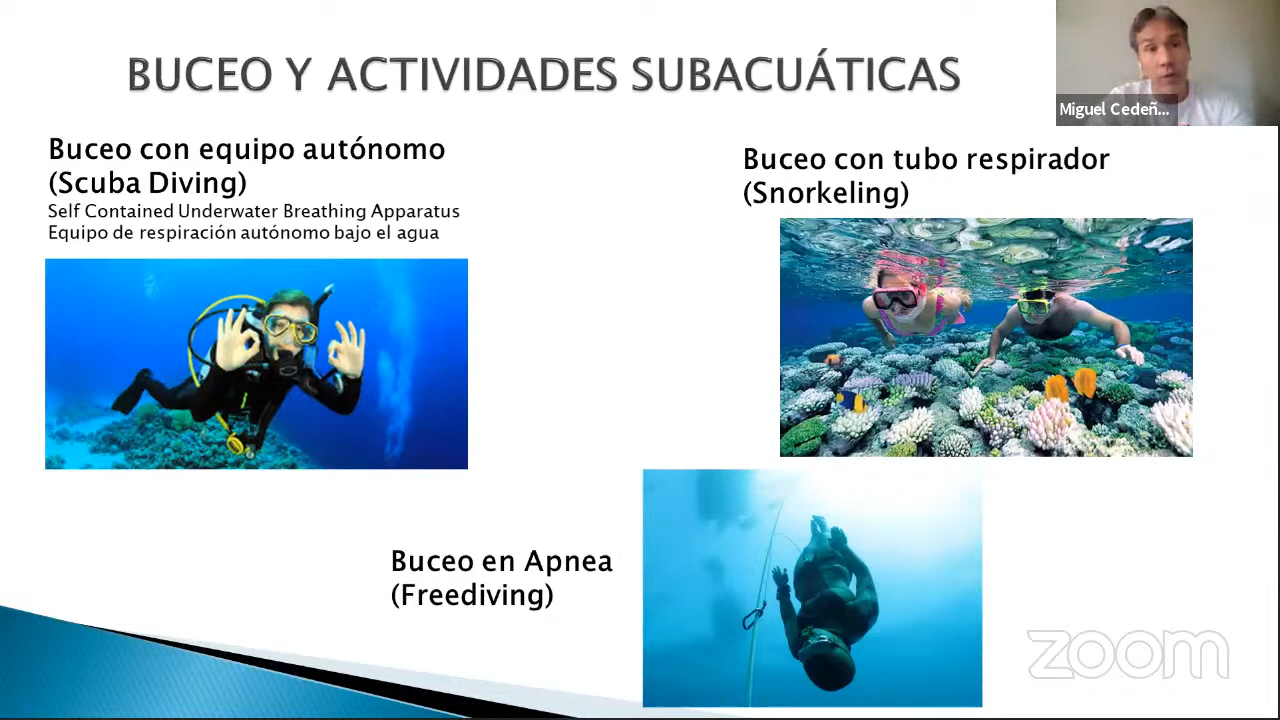 BUCEO Y ACTIVIDADES SUBACUÁTICAS
Miguel Cedeñ...
Buceo con equipo autónomo
(Scuba Diving)
Self Contained Underwater Breathing Apparatus
Equipo de respiración autónomo bajo el agua
Buceo con tubo respirador
(Snorkeling)
Buceo en Apnea
(Freediving)
zoom